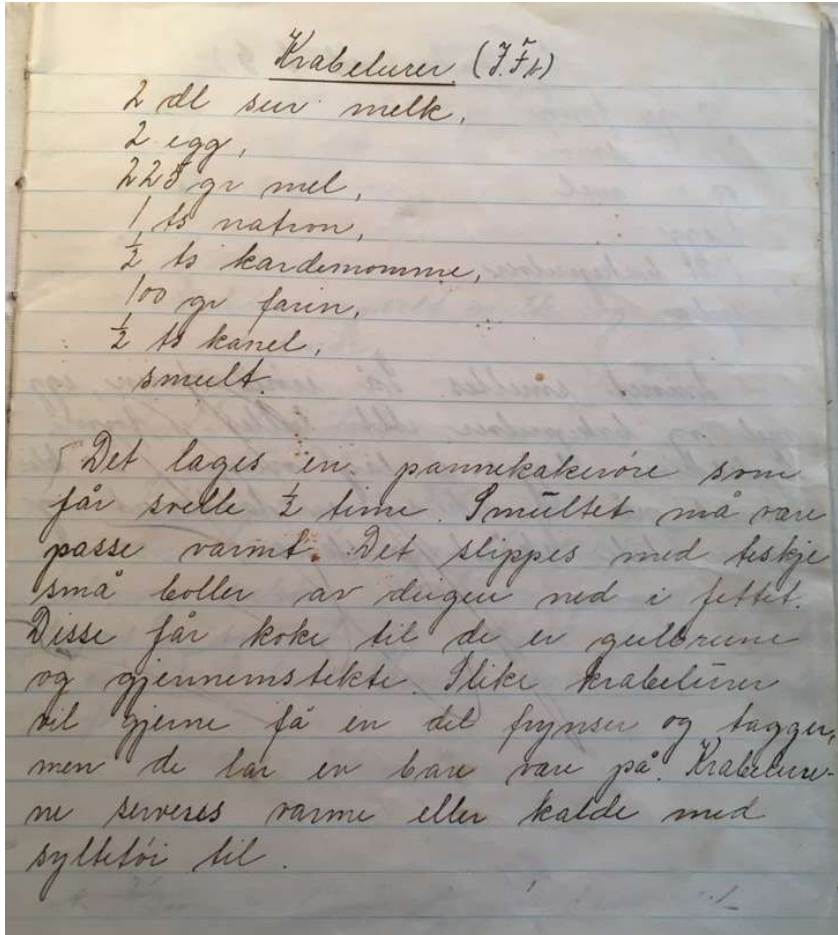 Krabelurer
2 dl sur melk,
2 egg,
225 gr mel,
1 ts natron,
½ ts kardemomme,
100 gr farin,
½ ts kanel,
smult.
Det lages en pannekakerøre som
får svelle ½ time. Smultet må være
passe varmt. Det slippes med teskje
små boller av deigen ned i fettet.
Disse får koke til de er gulbrune
og gjennemstekte. Slike krabelurer
vil gjerne få en del frynser og tagger,
men de lar en bare være på. Krabelure-
ne serveres varme eller kalde med
syltetøi til.